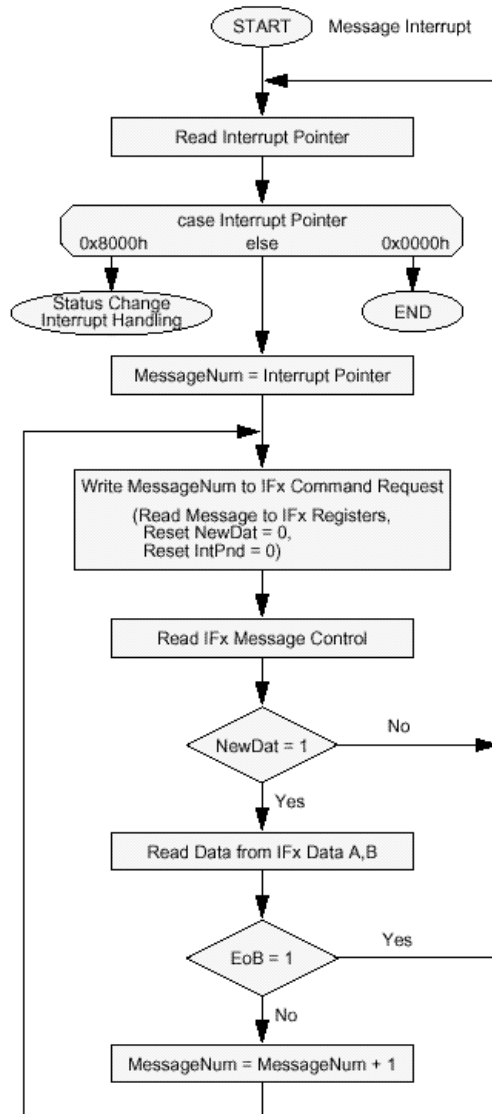 START
Message Interrupt
Read Interrupt Pointer
case Interrupt Pointer
0x8000h else 0x0000h
Status Change
Interrupt Handling
END
MessageNum = Interrupt Pointer
Write MessageNum to IFx Command Request
(Read Message to IFx Registers,
Reset NewDat = 0,
Reset IntPnd = 0)
Read IFx Message Control
NewDat = 1
No
Yes
Read Data from IFx Data A,B
EoB = 1
Yes
No
MessageNum = MessageNum + 1